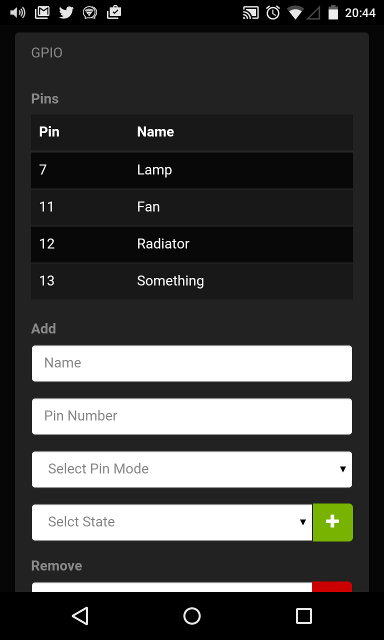 20:44
GPIO
Pins
Pin Name
7 Lamp
11 Fan
12 Radiator
13 Something
Add
Name
Pin Number
Select Pin Mode
Selct State
Remove